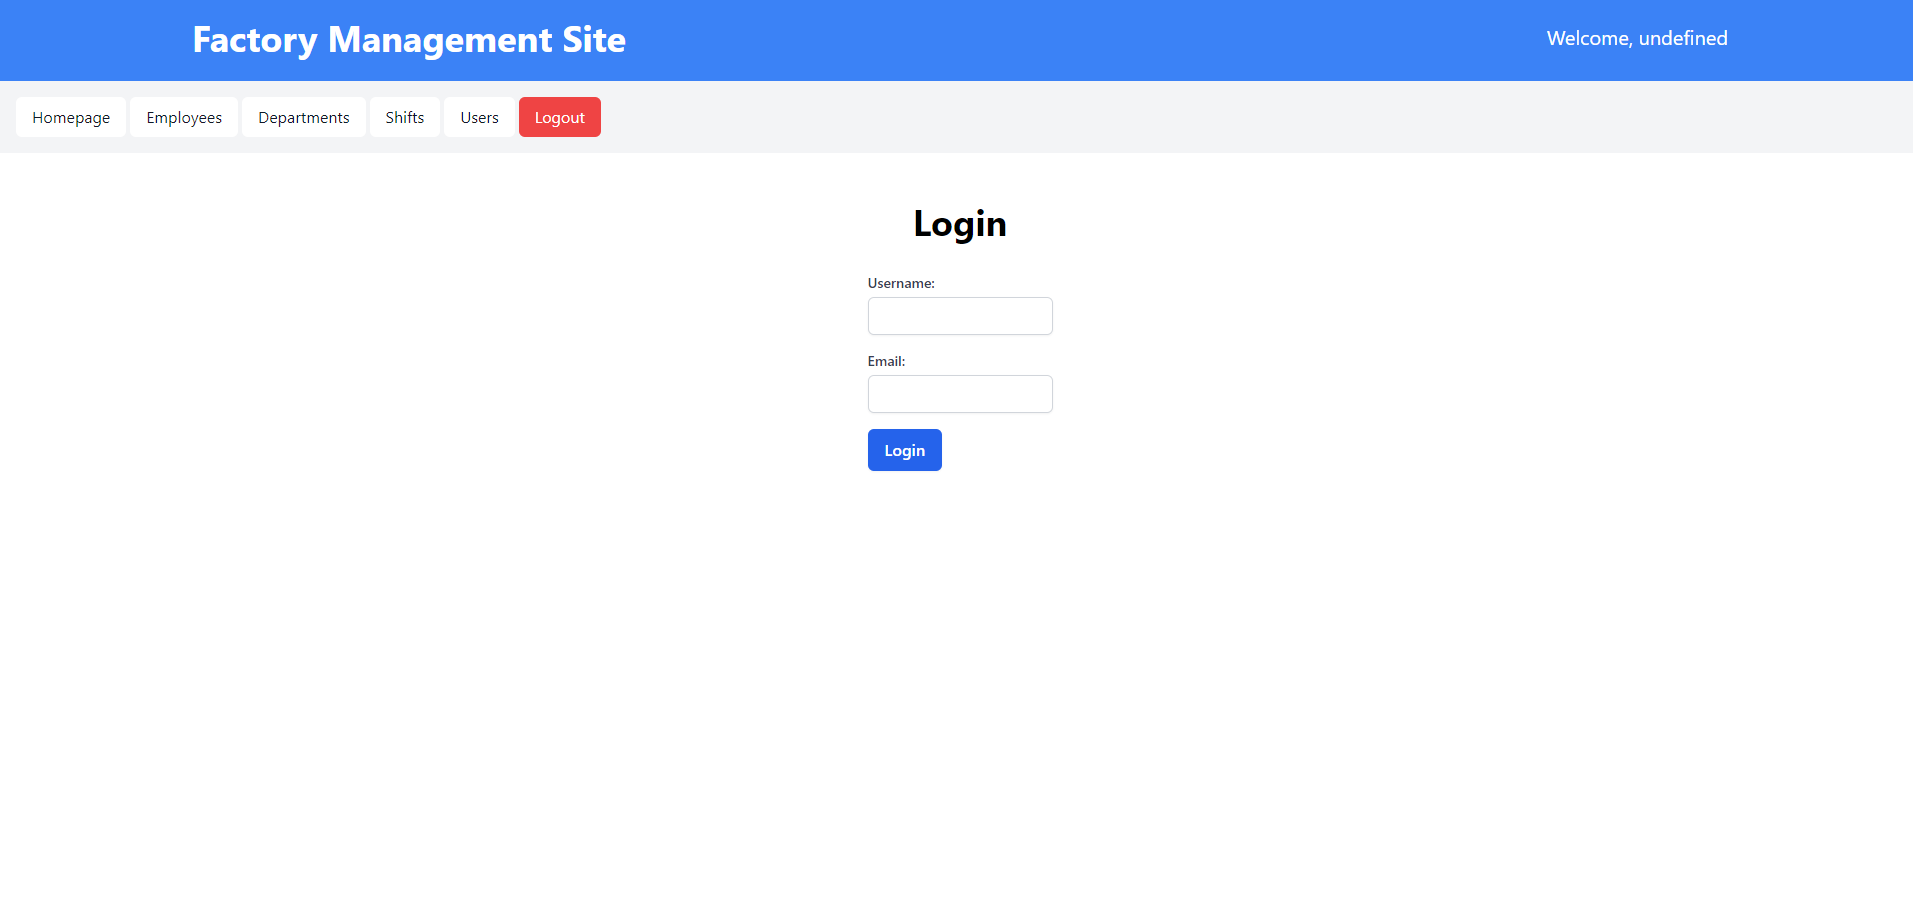 Factory Management Site
Welcome, undefined
Homepage Employees Departments Shifts Users Logout
Login
Username:
Email:
Login